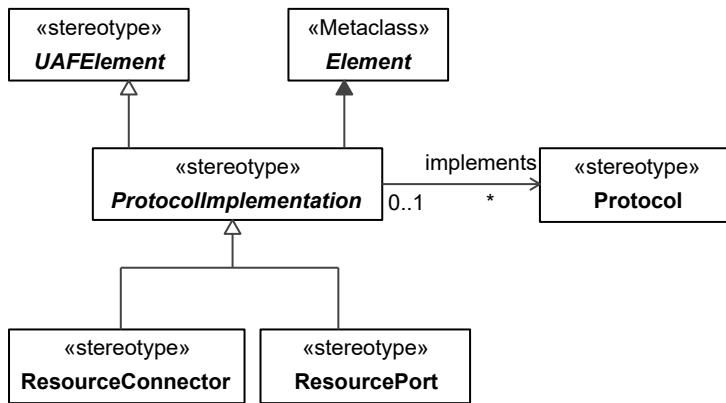 «stereotype»
UAFElement
«Metaclass»
Element
«stereotype»
ProtocolImplementation
implements
0..1
*
«stereotype»
Protocol
«stereotype»
ResourceConnector
«stereotype»
ResourcePort